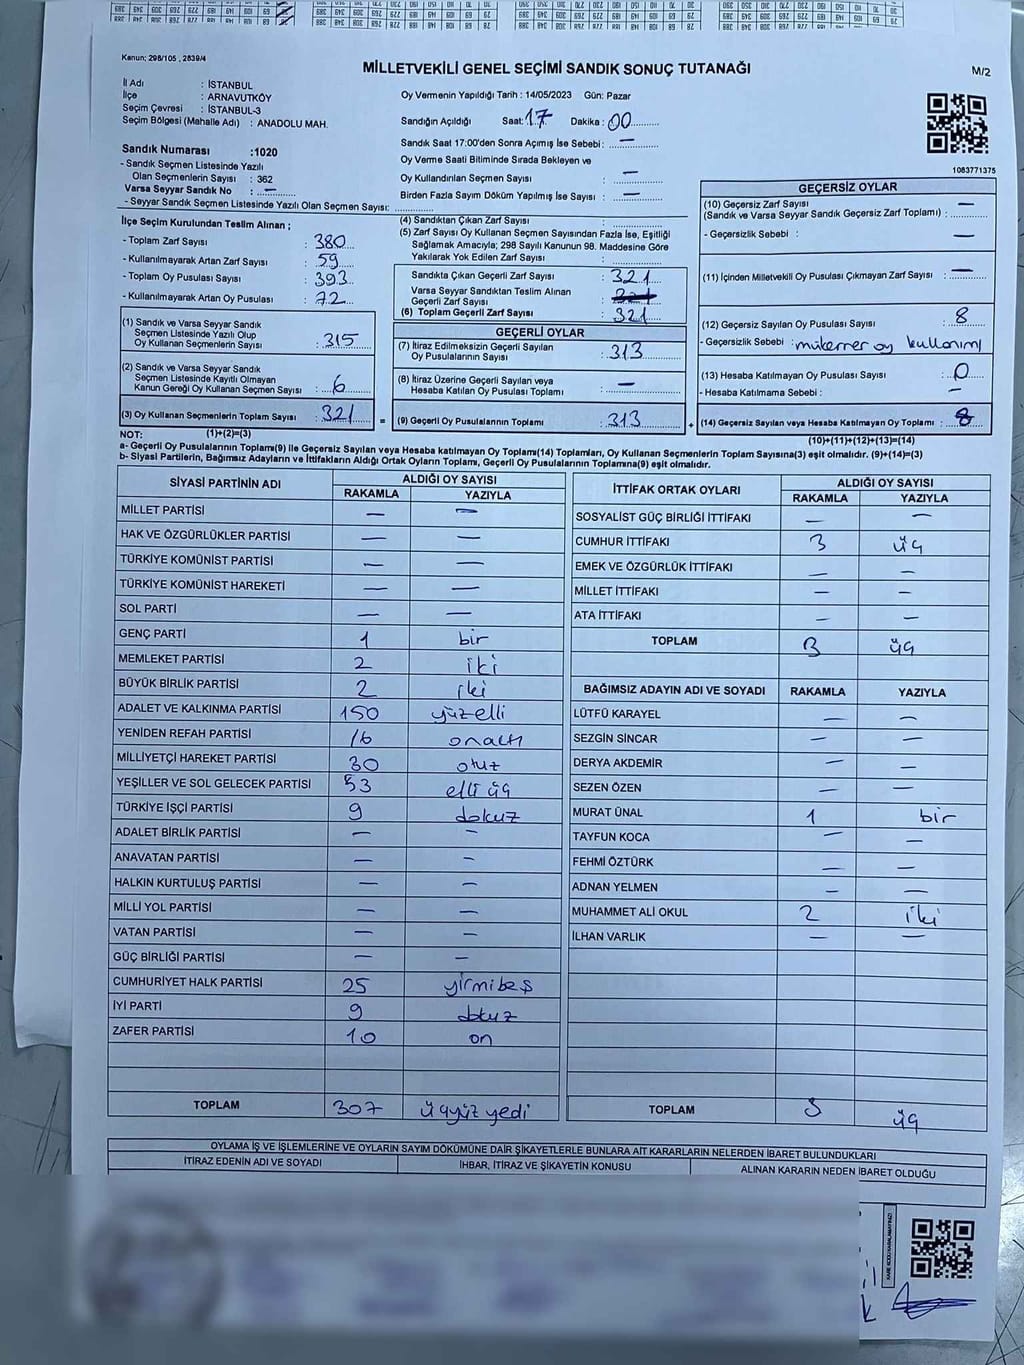 Kanun: 298/105 , 2839/4
MİLLETVEKİLİ GENEL SEÇİMİ SANDIK SONUÇ TUTANAĞI
M/2
İl Adı : İSTANBUL
İlçe : ARNAVUTKÖY
Seçim Çevresi : İSTANBUL-3
Seçim Bölgesi (Mahalle Adı) : ANADOLU MAH.
Oy Vermenin Yapıldığı Tarih : 14/05/2023 Gün: Pazar
Sandığın Açıldığı Saat: 17 Dakika : 00
Sandık Saat 17:00'den Sonra Açımış İse Sebebi : —
Oy Verme Saati Bitiminde Sırada Bekleyen ve
Oy Kullandırılan Seçmen Sayısı : —
Birden Fazla Sayım Döküm Yapılmış İse Sayısı : —
1083771375
Sandık Numarası :1020
- Sandık Seçmen Listesinde Yazılı
Olan Seçmenlerin Sayısı : 362
Varsa Seyyar Sandık No : —
- Seyyar Sandık Seçmen Listesinde Yazılı Olan Seçmen Sayısı:
İlçe Seçim Kurulundan Teslim Alınan ;
- Toplam Zarf Sayısı : 380
- Kullanılmayarak Artan Zarf Sayısı : 59
- Toplam Oy Pusulası Sayısı : 393
- Kullanılmayarak Artan Oy Pusulası : 72
(1) Sandık ve Varsa Seyyar Sandık
Seçmen Listesinde Yazılı Olup
Oy Kullanan Seçmenlerin Sayısı : 315
(2) Sandık ve Varsa Seyyar Sandık
Seçmen Listesinde Kayıtlı Olmayan
Kanun Gereği Oy Kullanan Seçmen Sayısı : 6
(3) Oy Kullanan Seçmenlerin Toplam Sayısı : 321
(1)+(2)=(3)
(4) Sandıktan Çıkan Zarf Sayısı :
(5) Zarf Sayısı Oy Kullanan Seçmen Sayısından Fazla İse, Eşitliği
Sağlamak Amacıyla; 298 Sayılı Kanunun 98. Maddesine Göre
Yakılarak Yok Edilen Zarf Sayısı :
Sandıkta Çıkan Geçerli Zarf Sayısı : 321
Varsa Seyyar Sandıktan Teslim Alınan
Geçerli Zarf Sayısı : 321
(6) Toplam Geçerli Zarf Sayısı : 321
GEÇERLİ OYLAR
(7) İtiraz Edilmeksizin Geçerli Sayılan
Oy Pusulalarının Sayısı : 313
(8) İtiraz Üzerine Geçerli Sayılan veya
Hesaba Katılan Oy Pusulası Toplamı : —
= (9) Geçerli Oy Pusulalarının Toplamı : 313 +
GEÇERSİZ OYLAR
(10) Geçersiz Zarf Sayısı —
(Sandık ve Varsa Seyyar Sandık Geçersiz Zarf Toplamı) :
- Geçersizlik Sebebi : —
(11) İçinden Milletvekili Oy Pusulası Çıkmayan Zarf Sayısı : —
(12) Geçersiz Sayılan Oy Pusulası Sayısı : 8
- Geçersizlik Sebebi : mükerrer oy kullanımı
(13) Hesaba Katılmayan Oy Pusulası Sayısı : 0
- Hesaba Katılmama Sebebi : —
(14) Geçersiz Sayılan veya Hesaba Katılmayan Oy Toplamı : 8
(10)+(11)+(12)+(13)=(14)
NOT:
a- Geçerli Oy Pusulasının Toplamı(9) ile Geçersiz Sayılan veya Hesaba katılmayan Oy Toplam(14) Toplamları, Oy Kullanan Seçmenlerin Toplam Sayısına(3) eşit olmalıdır. (9)+(14)=(3)
b- Siyasi Partilerin, Bağımsız Adayların ve İttifakların Aldığı Ortak Oyların Toplamı, Geçerli Oy Pusulalarının Toplamına(9) eşit olmalıdır.
SİYASİ PARTİNİN ADI ALDIĞI OY SAYISI
RAKAMLA YAZIYLA
MİLLET PARTİSİ — —
HAK VE ÖZGÜRLÜKLER PARTİSİ — —
TÜRKİYE KOMÜNİST PARTİSİ — —
TÜRKİYE KOMÜNİST HAREKETİ — —
SOL PARTİ — —
GENÇ PARTİ 1 bir
MEMLEKET PARTİSİ 2 iki
BÜYÜK BİRLİK PARTİSİ 2 iki
ADALET VE KALKINMA PARTİSİ 150 yüzelli
YENİDEN REFAH PARTİSİ 16 onaltı
MİLLİYETÇİ HAREKET PARTİSİ 30 otuz
YEŞİLLER VE SOL GELECEK PARTİSİ 53 elli üç
TÜRKİYE İŞÇİ PARTİSİ 9 dokuz
ADALET BİRLİK PARTİSİ — —
ANAVATAN PARTİSİ — —
HALKIN KURTULUŞ PARTİSİ — —
MİLLİ YOL PARTİSİ — —
VATAN PARTİSİ — —
GÜÇ BİRLİĞİ PARTİSİ — —
CUMHURİYET HALK PARTİSİ 25 yirmibeş
İYİ PARTİ 9 dokuz
ZAFER PARTİSİ 10 on
TOPLAM 307 üçyüz yedi
İTTİFAK ORTAK OYLARI ALDIĞI OY SAYISI
RAKAMLA YAZIYLA
SOSYALİST GÜÇ BİRLİĞİ İTTİFAKI — —
CUMHUR İTTİFAKI 3 üç
EMEK VE ÖZGÜRLÜK İTTİFAKI — —
MİLLET İTTİFAKI — —
ATA İTTİFAKI — —
TOPLAM 3 üç
BAĞIMSIZ ADAYIN ADI VE SOYADI RAKAMLA YAZIYLA
LÜTFÜ KARAYEL — —
SEZGİN SİNCAR — —
DERYA AKDEMİR — —
SEZEN ÖZEN — —
MURAT ÜNAL 1 bir
TAYFUN KOCA — —
FEHMİ ÖZTÜRK — —
ADNAN YELMEN — —
MUHAMMET ALİ OKUL 2 iki
İLHAN VARLIK — —
TOPLAM 3 üç
OYLAMA İŞ VE İŞLEMLERİNE VE OYLARIN SAYIM DÖKÜMÜNE DAİR ŞİKAYETLERLE BUNLARA AİT KARARLARIN NELERDEN İBARET BULUNDUKLARI
İTİRAZ EDENİN ADI VE SOYADI İHBAR, İTİRAZ VE ŞİKAYETİN KONUSU ALINAN KARARIN NEDEN İBARET OLDUĞU
KARE KODU KARALAMAYINIZ!